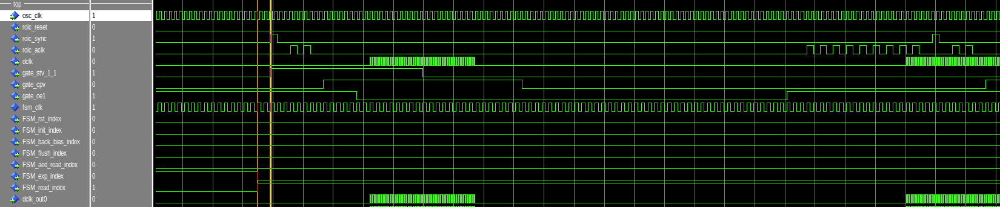 top
osc_clk 1
roic_reset 0
roic_sync 1
roic_aclk 0
dclk 0
gate_stv_1_1 1
gate_cpv 0
gate_oe1 1
fsm_clk 1
FSM_rst_index 0
FSM_init_index 0
FSM_back_bias_index 0
FSM_flush_index 0
FSM_aed_read_index 0
FSM_exp_index 0
FSM_read_index 1
dclk_out0 0